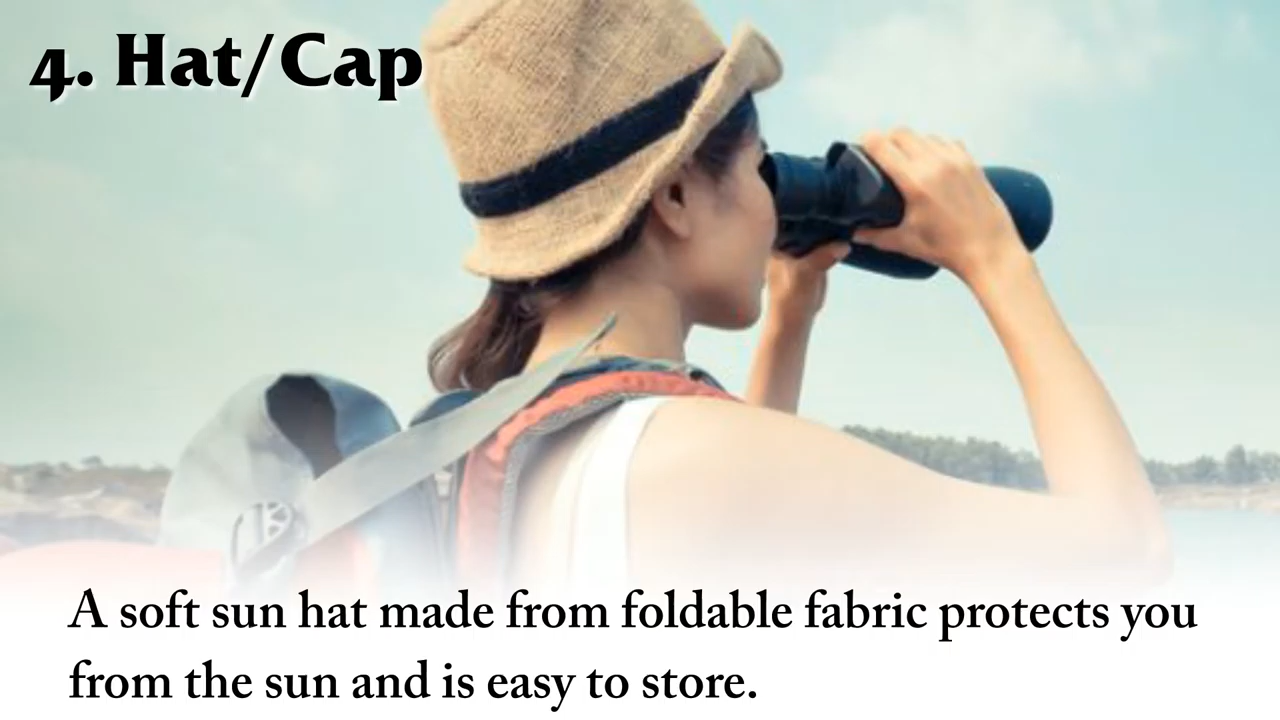 4. Hat/Cap
A soft sun hat made from foldable fabric protects you
from the sun and is easy to store.